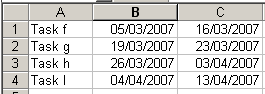 A B C
1 Task f 05/03/2007 16/03/2007
2 Task g 19/03/2007 23/03/2007
3 Task h 26/03/2007 03/04/2007
4 Task I 04/04/2007 13/04/2007